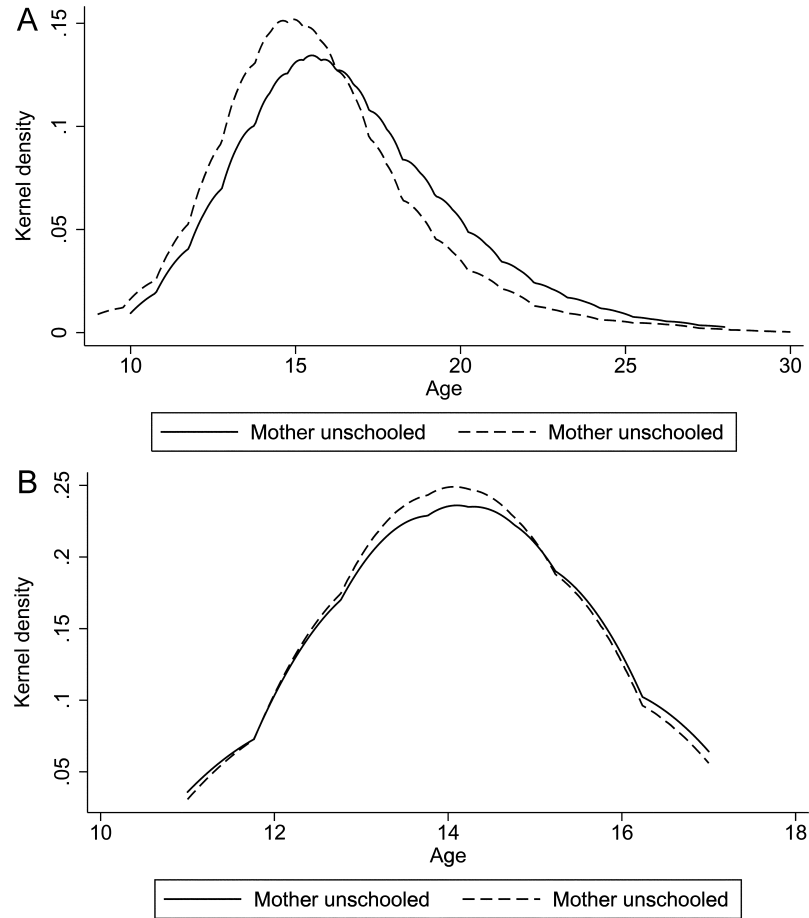 A
Kernel density
0 .05 .1 .15
10 15 20 25 30
Age
Mother unschooled Mother unschooled
B
Kernel density
.05 .1 .15 .2 .25
10 12 14 16 18
Age
Mother unschooled Mother unschooled